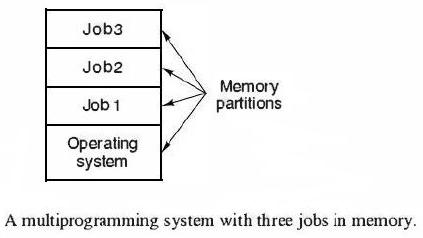 Job3
Job2
Job 1
Operating
system
Memory
partitions
A multiprogramming system with three jobs in memory.